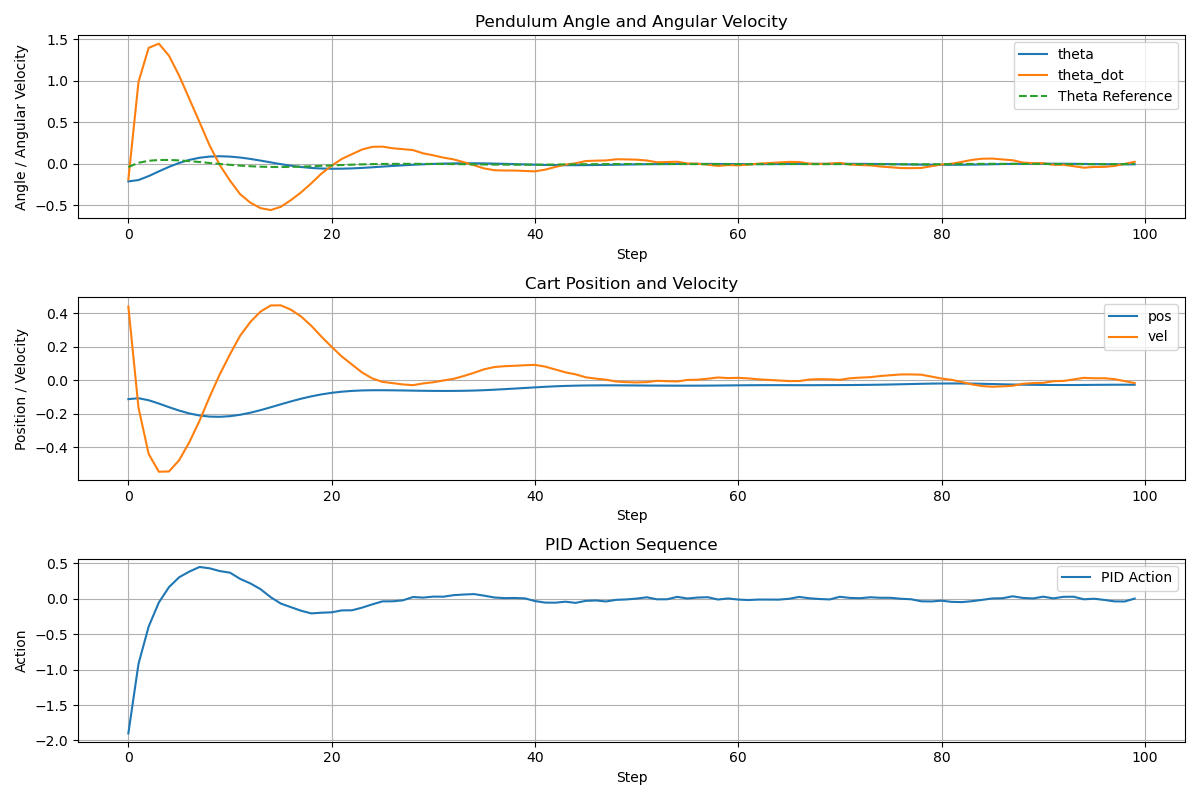 Pendulum Angle and Angular Velocity
Angle / Angular Velocity
1.5
1.0
0.5
0.0
−0.5
theta
theta_dot
Theta Reference
0 20 40 60 80 100
Step
Cart Position and Velocity
Position / Velocity
0.4
0.2
0.0
−0.2
−0.4
pos
vel
0 20 40 60 80 100
Step
PID Action Sequence
Action
0.5
0.0
−0.5
−1.0
−1.5
−2.0
PID Action
0 20 40 60 80 100
Step